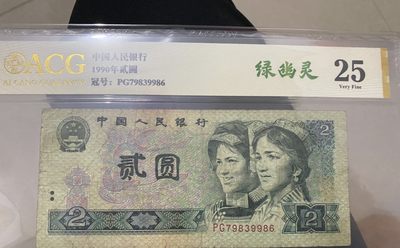 ACG
中国人民银行
1990年贰圆
冠号：PG79839986
绿幽灵
25
Very Fine
中国人民银行
2
贰圆
PG79839986
2
2